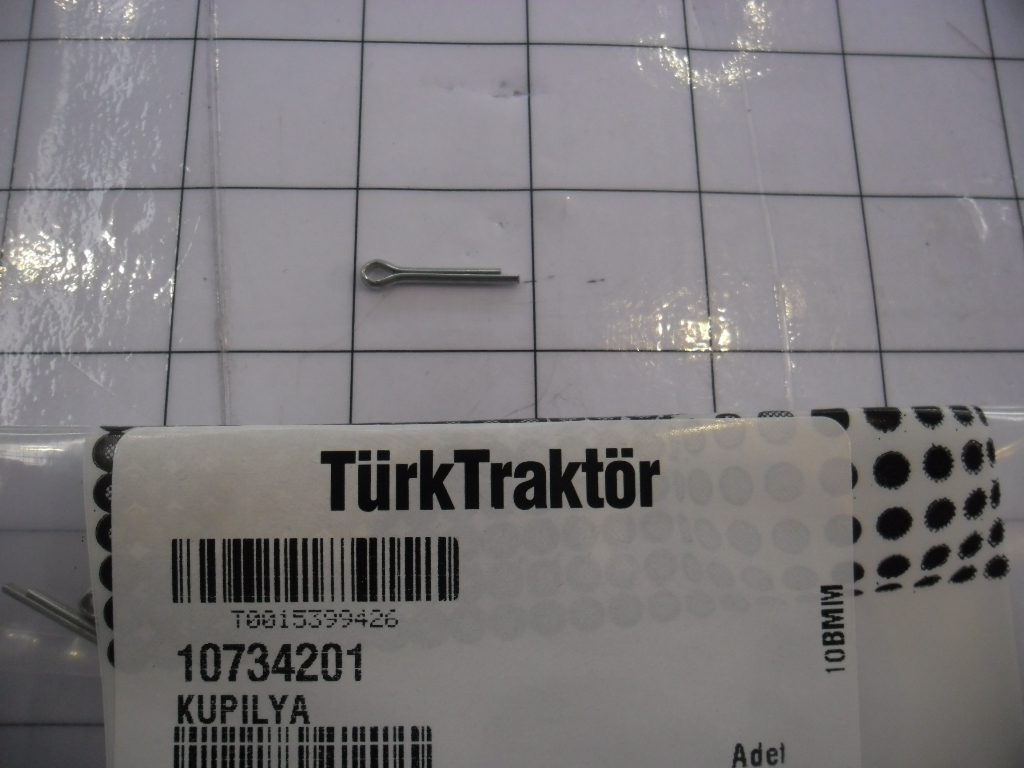 TürkTraktör
T0015399426
10734201
KUPILYA
Adet
10BMM